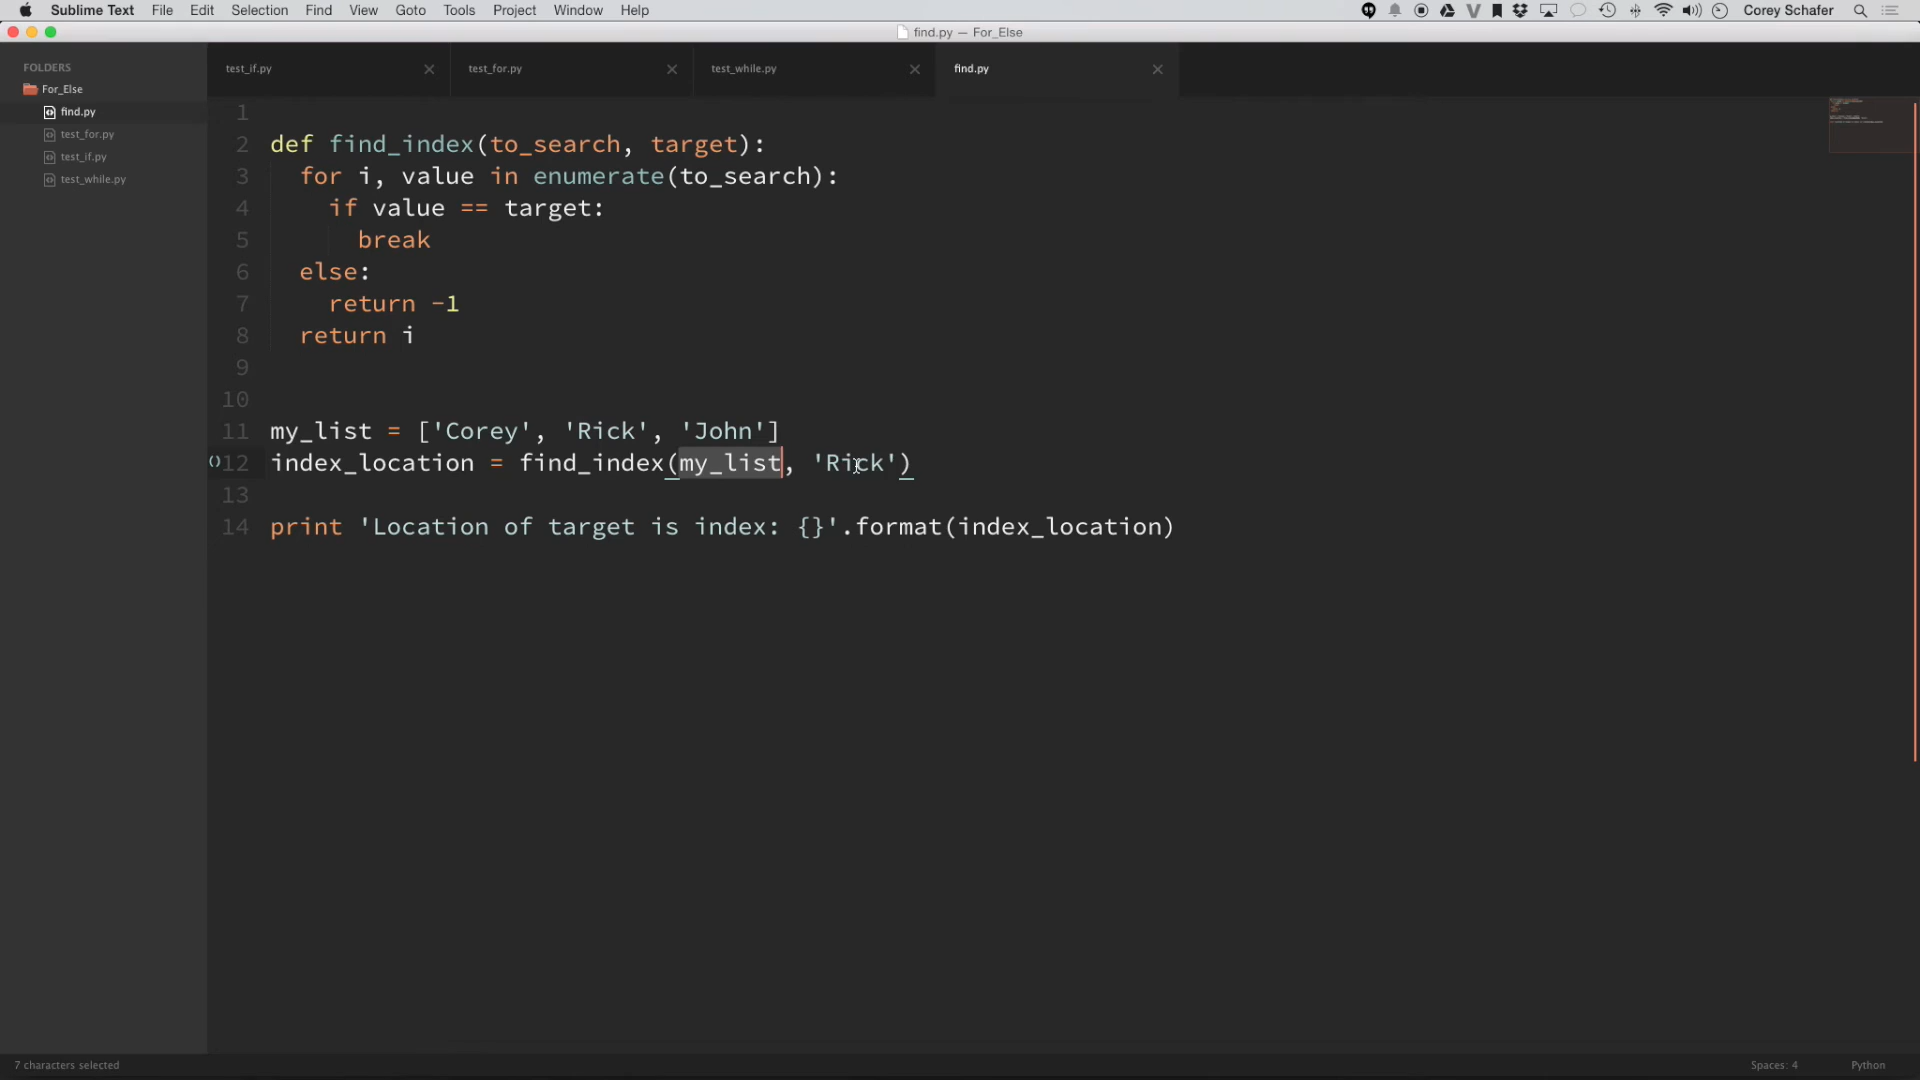 Sublime Text File Edit Selection Find View Goto Tools Project Window Help Corey Schafer
find.py — For_Else
FOLDERS
For_Else
find.py
test_for.py
test_if.py
test_while.py
test_if.py test_for.py test_while.py find.py
1
2 def find_index(to_search, target):
3 for i, value in enumerate(to_search):
4 if value == target:
5 break
6 else:
7 return -1
8 return i
9
10
11 my_list = ['Corey', 'Rick', 'John']
12 index_location = find_index(my_list, 'Rick')
13
14 print 'Location of target is index: {}'.format(index_location)
7 characters selected Spaces: 4 Python